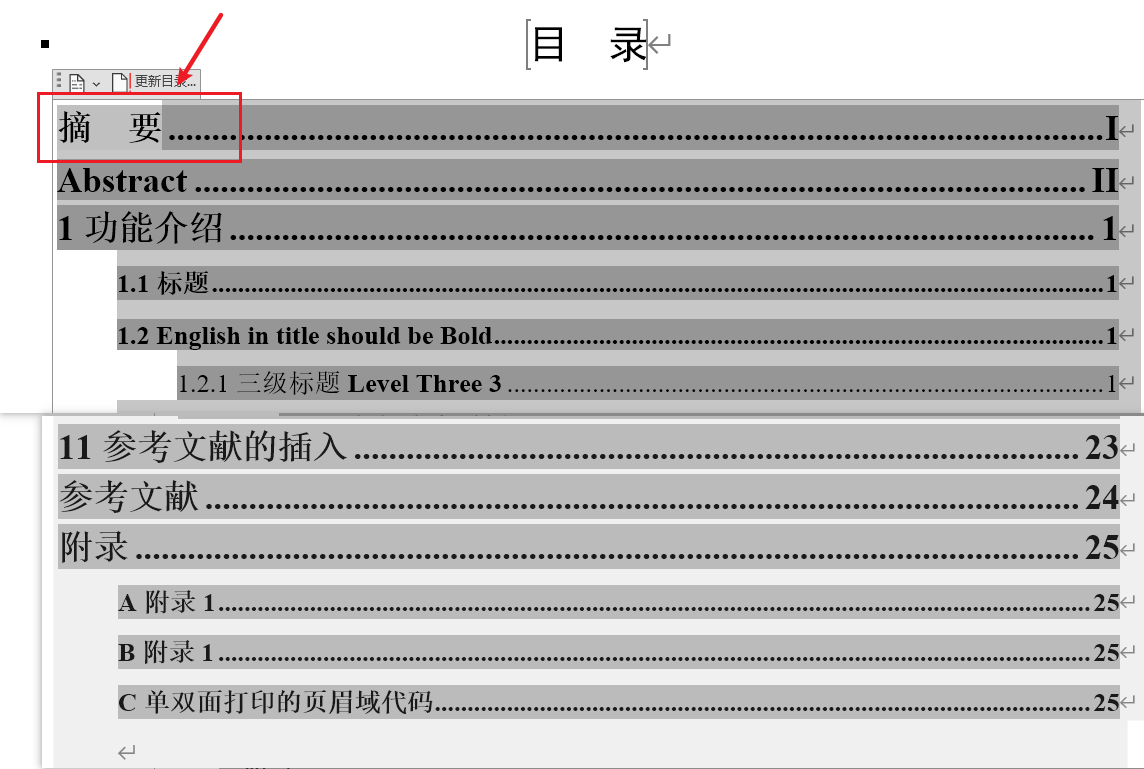 目 录
更新目录...
摘 要........................................I
Abstract........................................II
1 功能介绍........................................1
1.1 标题........................................1
1.2 English in title should be Bold........................................1
1.2.1 三级标题 Level Three 3........................................1
11 参考文献的插入........................................23
参考文献........................................24
附录........................................25
A 附录 1........................................25
B 附录 1........................................25
C 单双面打印的页眉域代码........................................25